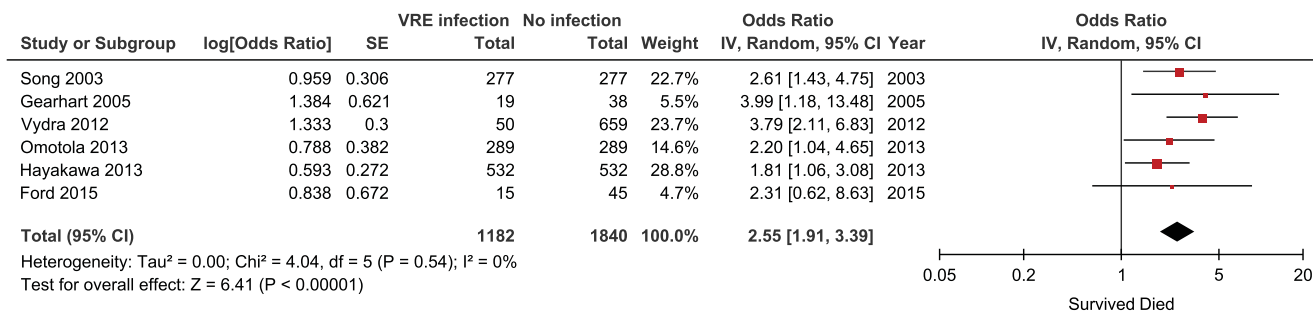 VRE infection No infection Odds Ratio Odds Ratio
Study or Subgroup log[Odds Ratio] SE Total Total Weight IV, Random, 95% CI Year IV, Random, 95% CI
Song 2003 0.959 0.306 277 277 22.7% 2.61 [1.43, 4.75] 2003
Gearhart 2005 1.384 0.621 19 38 5.5% 3.99 [1.18, 13.48] 2005
Vydra 2012 1.333 0.3 50 659 23.7% 3.79 [2.11, 6.83] 2012
Omotola 2013 0.788 0.382 289 289 14.6% 2.20 [1.04, 4.65] 2013
Hayakawa 2013 0.593 0.272 532 532 28.8% 1.81 [1.06, 3.08] 2013
Ford 2015 0.838 0.672 15 45 4.7% 2.31 [0.62, 8.63] 2015
Total (95% CI) 1182 1840 100.0% 2.55 [1.91, 3.39]
Heterogeneity: Tau² = 0.00; Chi² = 4.04, df = 5 (P = 0.54); I² = 0%
Test for overall effect: Z = 6.41 (P < 0.00001)
0.05 0.2 1 5 20
Survived Died